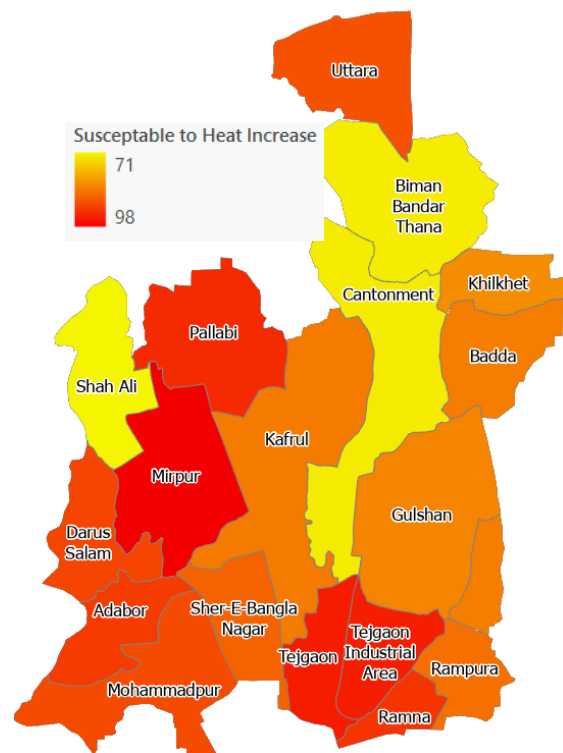 Uttara
Susceptable to Heat Increase
71
98
Biman
Bandar
Thana
Cantonment
Khilkhet
Pallabi
Badda
Shah Ali
Kafrul
Mirpur
Gulshan
Darus
Salam
Adabor
Sher-E-Bangla
Nagar
Tejgaon
Tejgaon
Industrial
Area
Rampura
Mohammadpur
Ramna